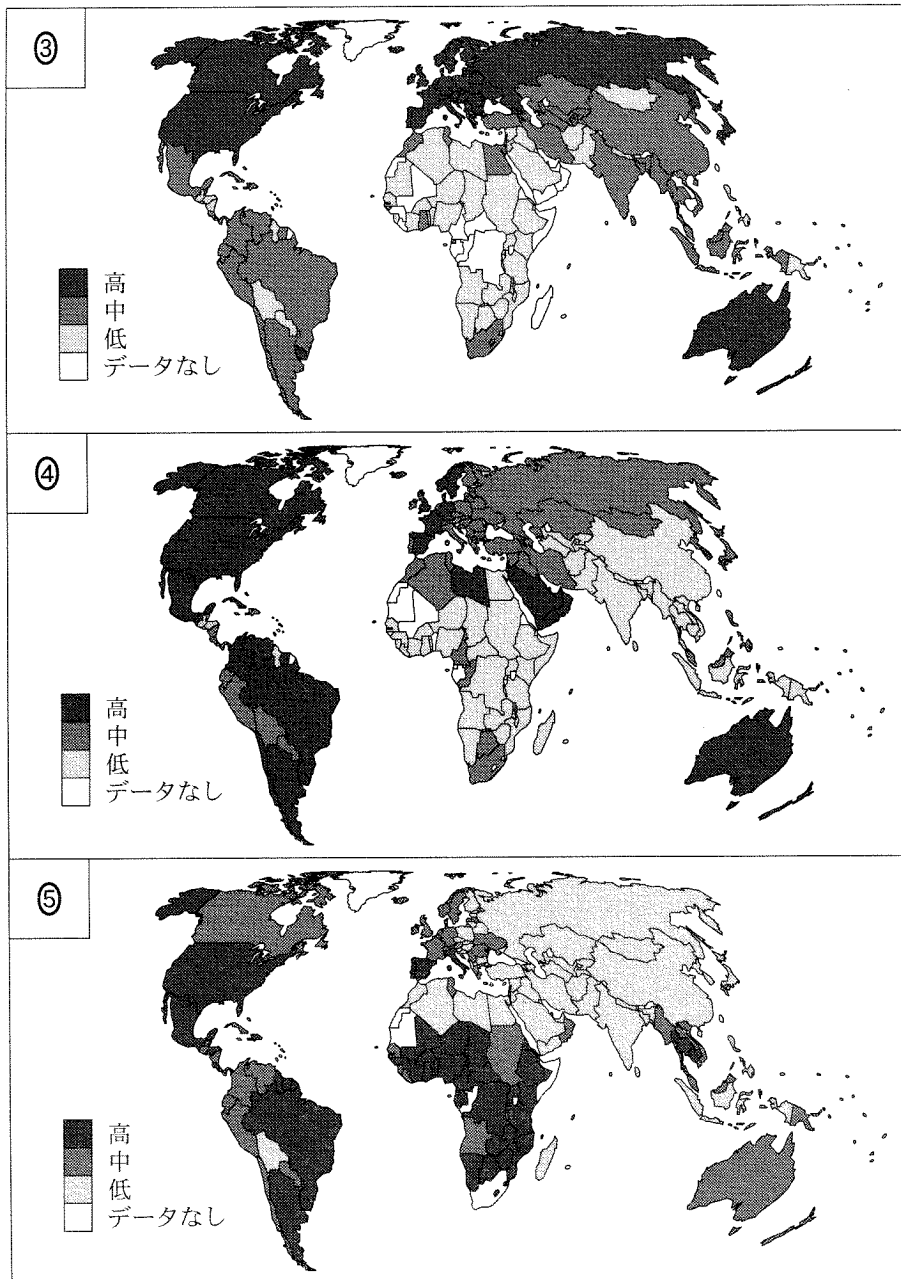 ③
高
中
低
データなし
④
高
中
低
データなし
⑤
高
中
低
データなし